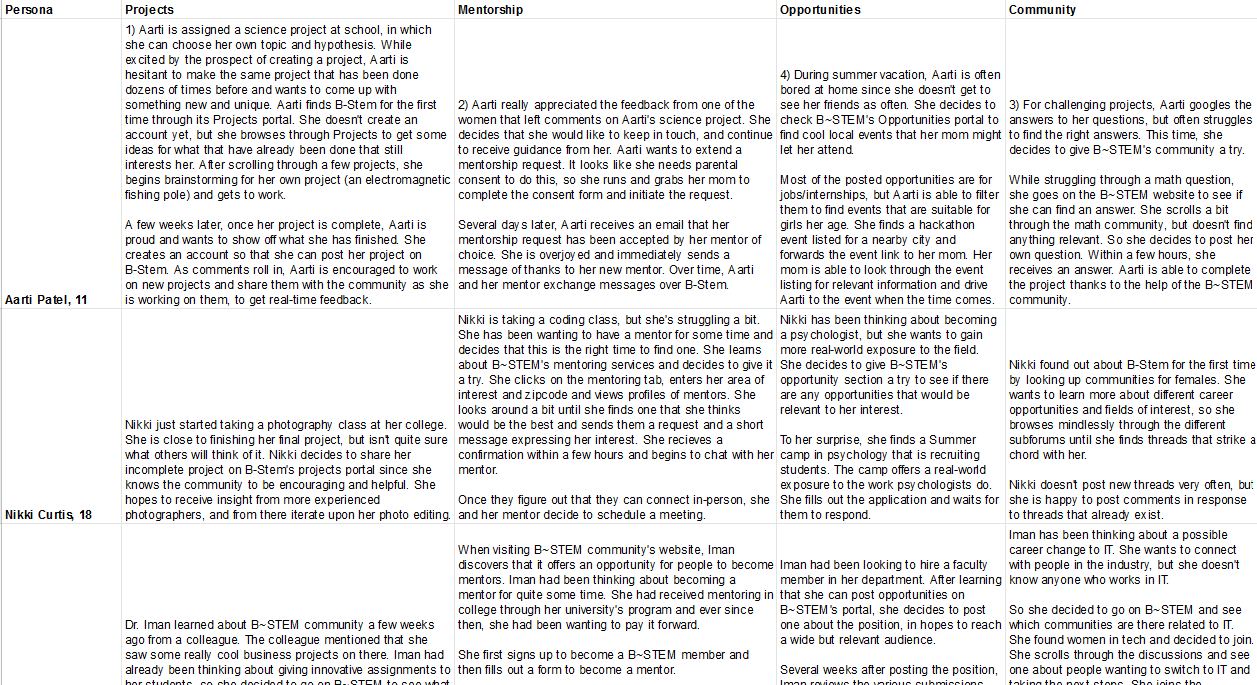 Persona
Projects
Mentorship
Opportunities
Community
Aarti Patel, 11
1) Aarti is assigned a science project at school, in which
she can choose her own topic and hypothesis. While
excited by the prospect of creating a project, Aarti is
hesitant to make the same project that has been done
dozens of times before and wants to come up with
something new and unique. Aarti finds B-Stem for the first
time through its Projects portal. She doesn't create an
account yet, but she browses through Projects to get some
ideas for what that have already been done that still
interests her. After scrolling through a few projects, she
begins brainstorming for her own project (an electromagnetic
fishing pole) and gets to work.
A few weeks later, once her project is complete, Aarti is
proud and wants to show off what she has finished. She
creates an account so that she can post her project on
B-Stem. As comments roll in, Aarti is encouraged to work
on new projects and share them with the community as she
is working on them, to get real-time feedback.
2) Aarti really appreciated the feedback from one of the
women that left comments on Aarti's science project. She
decides that she would like to keep in touch, and continue
to receive guidance from her. Aarti wants to extend a
mentorship request. It looks like she needs parental
consent to do this, so she runs and grabs her mom to
complete the consent form and initiate the request.
Several days later, Aarti receives an email that her
mentorship request has been accepted by her mentor of
choice. She is overjoyed and immediately sends a
message of thanks to her new mentor. Over time, Aarti
and her mentor exchange messages over B-Stem.
4) During summer vacation, Aarti is often
bored at home since she doesn't get to
see her friends as often. She decides to
check B~STEM's Opportunities portal to
find cool local events that her mom might
let her attend.
Most of the posted opportunities are for
jobs/internships, but Aarti is able to filter
them to find events that are suitable for
girls her age. She finds a hackathon
event listed for a nearby city and
forwards the event link to her mom. Her
mom is able to look through the event
listing for relevant information and drive
Aarti to the event when the time comes.
3) For challenging projects, Aarti googles the
answers to her questions, but often struggles
to find the right answers. This time, she
decides to give B~STEM's community a try.
While struggling through a math question,
she goes on the B~STEM website to see if
she can find an answer. She scrolls a bit
through the math community, but doesn't find
anything relevant. So she decides to post her
own question. Within a few hours, she
receives an answer. Aarti is able to complete
the project thanks to the help of the B~STEM
community.
Nikki Curtis, 18
Nikki just started taking a photography class at her college.
She is close to finishing her final project, but isn't quite sure
what others will think of it. Nikki decides to share her
incomplete project on B-Stem's projects portal since she
knows the community to be encouraging and helpful. She
hopes to receive insight from more experienced
photographers, and from there iterate upon her photo editing.
Nikki is taking a coding class, but she's struggling a bit.
She has been wanting to have a mentor for some time and
decides that this is the right time to find one. She learns
about B~STEM's mentoring services and decides to give it
a try. She clicks on the mentoring tab, enters her area of
interest and zipcode and views profiles of mentors. She
looks around a bit until she finds one that she thinks
would be the best and sends them a request and a short
message expressing her interest. She recieves a
confirmation within a few hours and begins to chat with her
mentor.
Once they figure out that they can connect in-person, she
and her mentor decide to schedule a meeting.
Nikki has been thinking about becoming
a psychologist, but she wants to gain
more real-world exposure to the field.
She decides to give B~STEM's
opportunity section a try to see if there
are any opportunities that would be
relevant to her interest.
To her surprise, she finds a Summer
camp in psychology that is recruiting
students. The camp offers a real-world
exposure to the work psychologists do.
She fills out the application and waits for
them to respond.
Nikki found out about B-Stem for the first time
by looking up communities for females. She
wants to learn more about different career
opportunities and fields of interest, so she
browses mindlessly through the different
subforums until she finds threads that strike a
chord with her.
Nikki doesn't post new threads very often, but
she is happy to post comments in response
to threads that already exist.
Dr. Iman learned about B~STEM community a few weeks
ago from a colleague. The colleague mentioned that she
saw some really cool business projects on there. Iman had
already been thinking about giving innovative assignments to
her students, so she decided to go on B~STEM to see what
When visiting B~STEM community's website, Iman
discovers that it offers an opportunity for people to become
mentors. Iman had been thinking about becoming a
mentor for quite some time. She had received mentoring in
college through her university's program and ever since
then, she had been wanting to pay it forward.
She first signs up to become a B~STEM member and
then fills out a form to become a mentor.
Iman had been looking to hire a faculty
member in her department. After learning
that she can post opportunities on
B~STEM's portal, she decides to post
one about the position, in hopes to reach
a wide but relevant audience.
Several weeks after posting the position,
Iman reviews the various submissions
Iman has been thinking about a possible
career change to IT. She wants to connect
with people in the industry, but she doesn't
know anyone who works in IT.
So she decided to go on B~STEM and see
which communities are there related to IT.
She found women in tech and decided to join.
She scrolls through the discussions and see
one about people wanting to switch to IT and
taking the next steps. She joins the